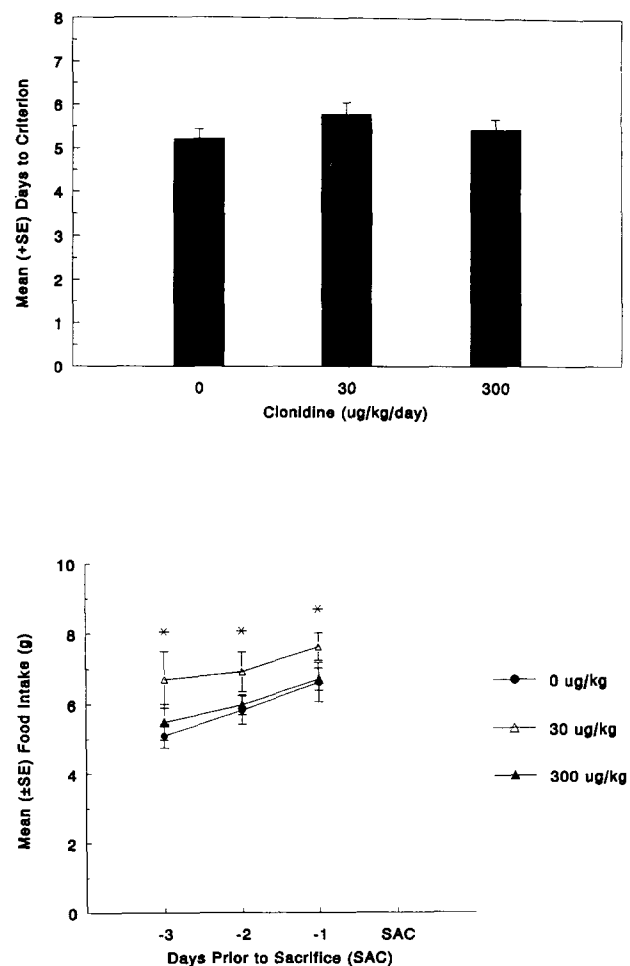 8
7
6
5
4
3
2
1
0
Mean (+SE) Days to Criterion
0 30 300
Clonidine (ug/kg/day)
10
8
6
4
2
0
Mean (±SE) Food Intake (g)
* * *
-3 -2 -1 SAC
Days Prior to Sacrifice (SAC)
0 ug/kg
30 ug/kg
300 ug/kg